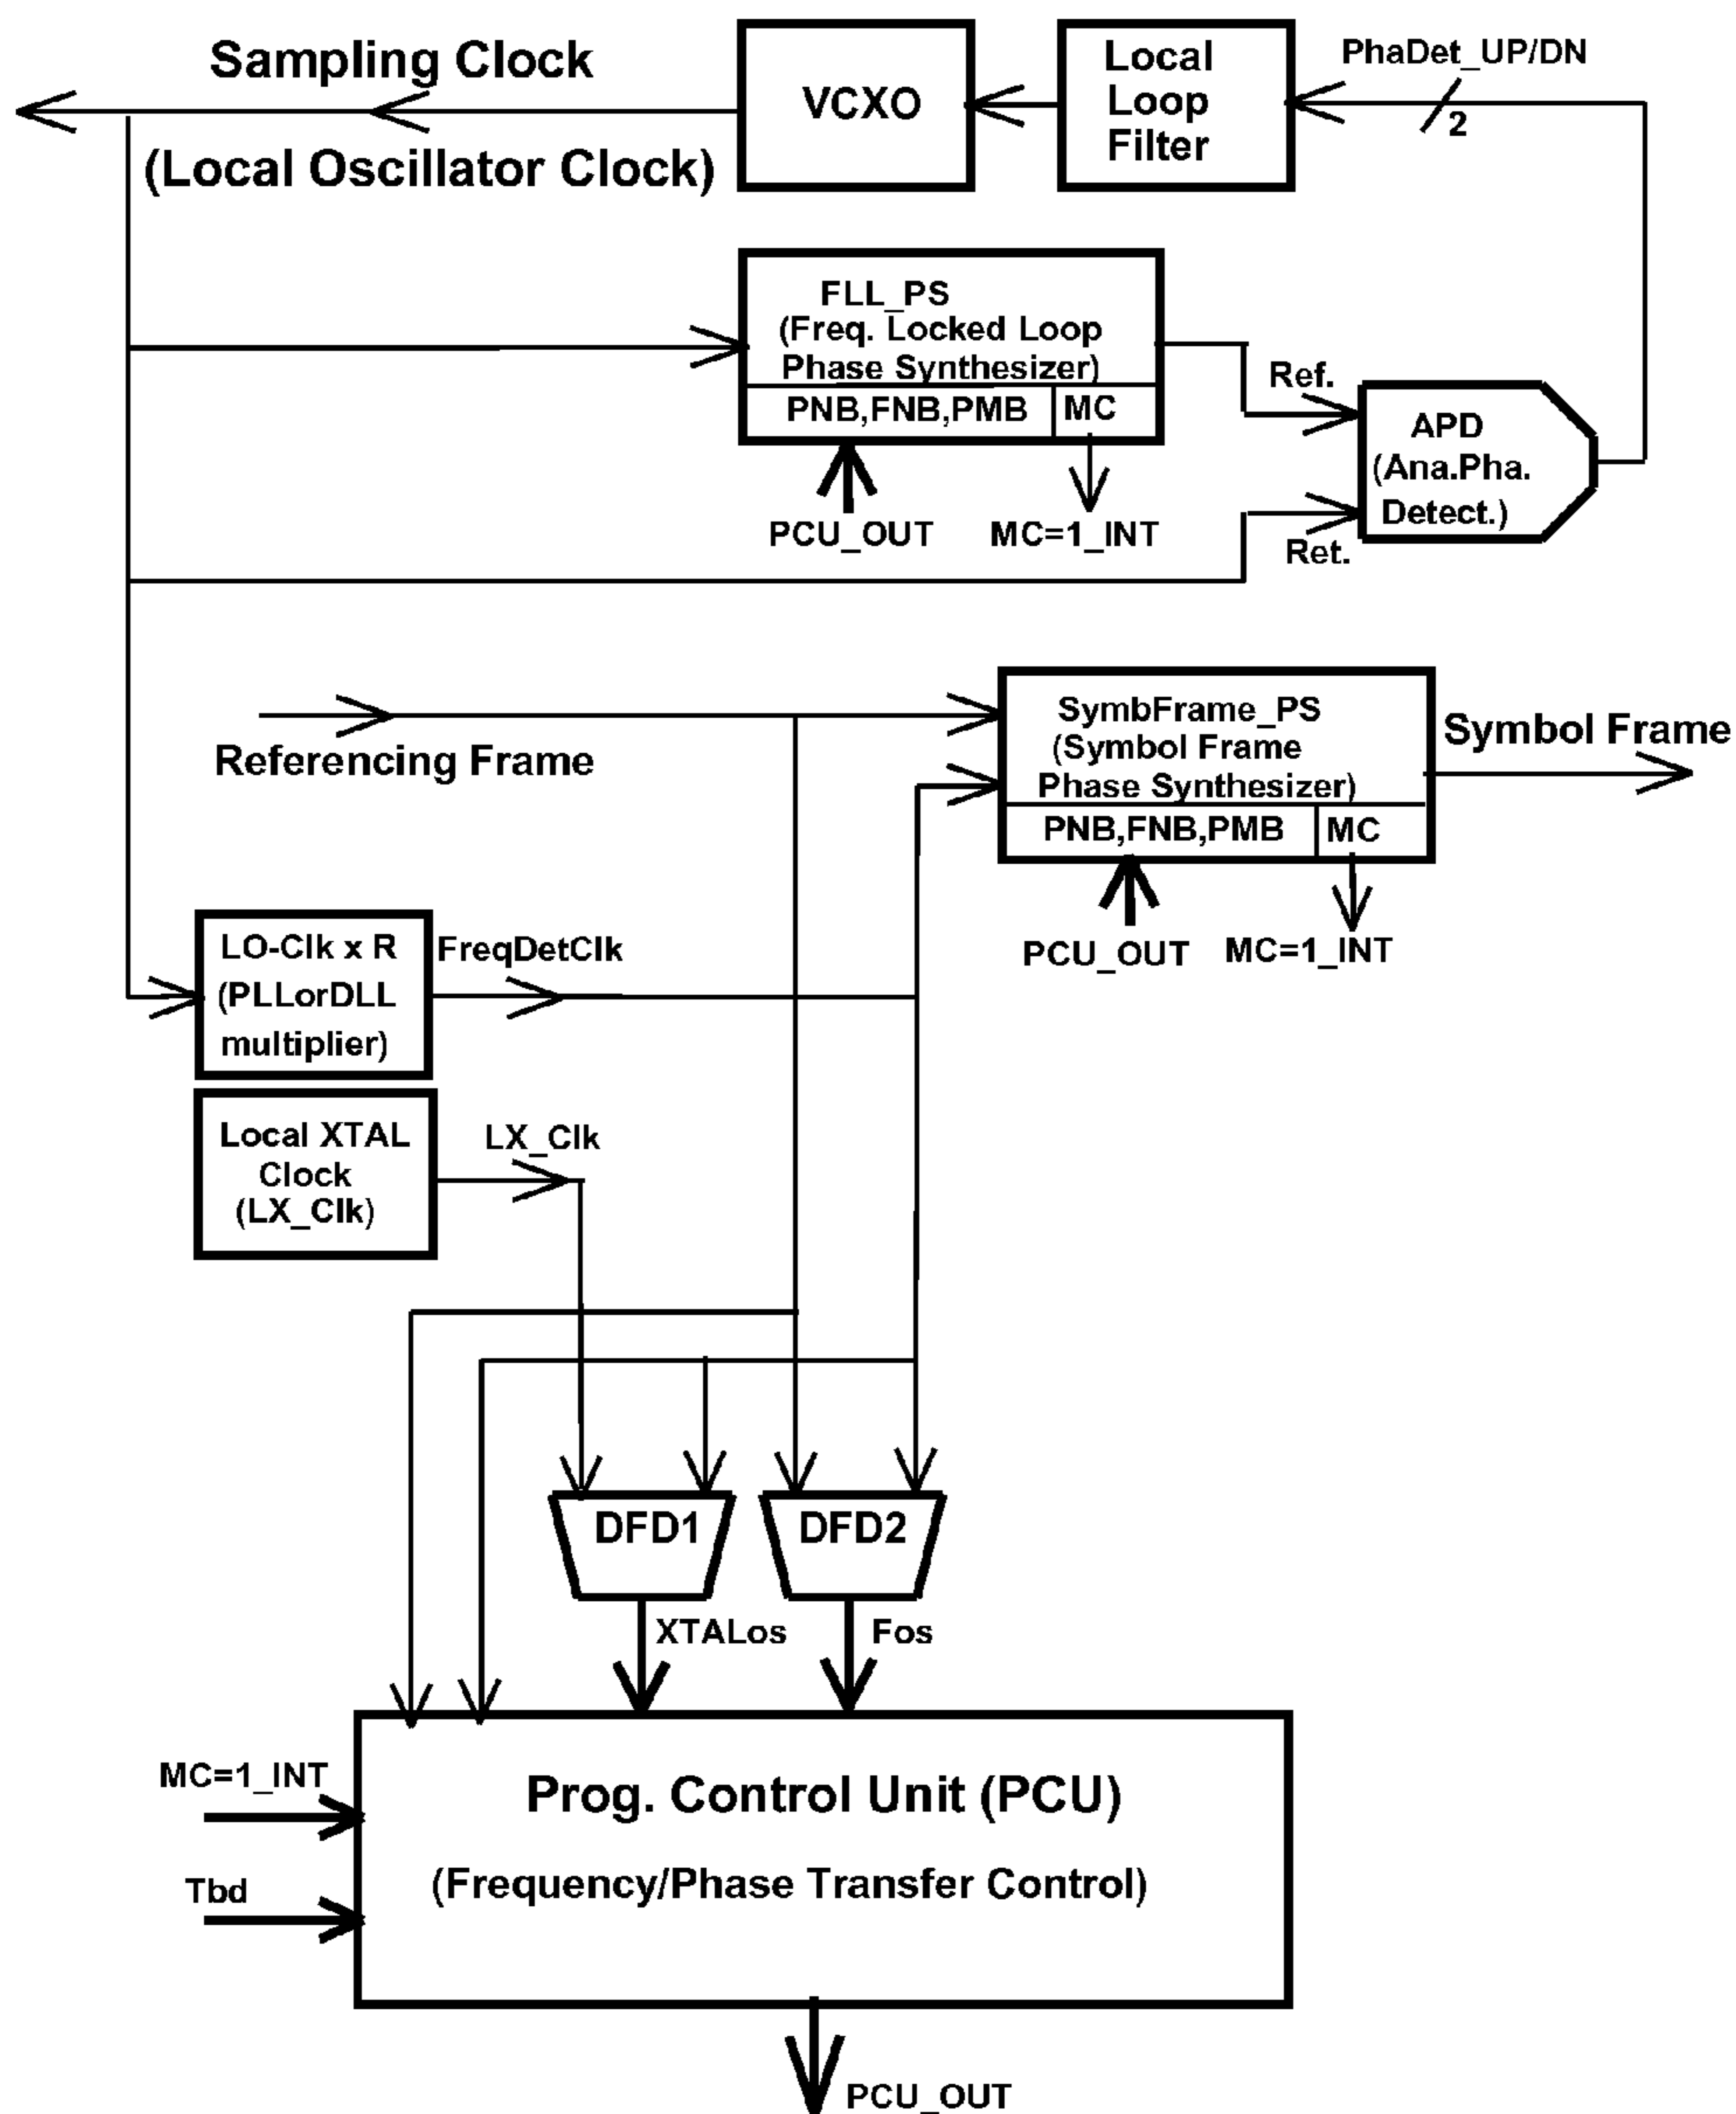 Sampling Clock
(Local Oscillator Clock)
VCXO
Local
Loop
Filter
PhaDet_UP/DN
2
FLL_PS
(Freq. Locked Loop
Phase Synthesizer)
PNB,FNB,PMB
MC
PCU_OUT
MC=1_INT
Ref.
Ret.
APD
(Ana.Pha.
Detect.)
Referencing Frame
SymbFrame_PS
(Symbol Frame
Phase Synthesizer)
PNB,FNB,PMB
MC
Symbol Frame
PCU_OUT
MC=1_INT
LO-Clk x R
(PLLorDLL
multiplier)
FreqDetClk
Local XTAL
Clock
(LX_Clk)
LX_Clk
DFD1
DFD2
XTALos
Fos
MC=1_INT
Tbd
Prog. Control Unit (PCU)
(Frequency/Phase Transfer Control)
PCU_OUT